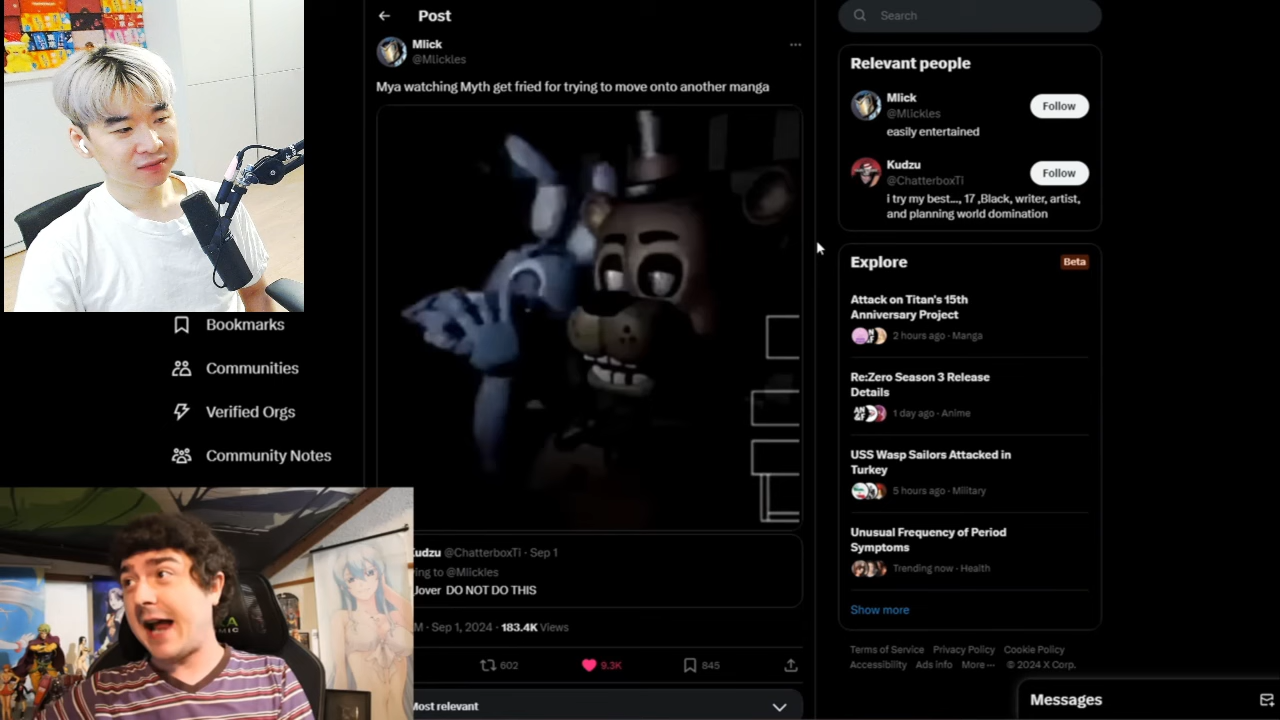 Post
Search
Mlick
@Mlickles
Mya watching Myth get fried for trying to move onto another manga
Relevant people
Mlick
@Mlickles
easily entertained
Follow
Kudzu
@ChatterboxTi
i try my best..., 17 ,Black, writer, artist,
and planning world domination
Follow
Bookmarks
Communities
Verified Orgs
Community Notes
Explore
Beta
Attack on Titan's 15th
Anniversary Project
2 hours ago · Manga
Re:Zero Season 3 Release
Details
1 day ago · Anime
USS Wasp Sailors Attacked in
Turkey
5 hours ago · Military
Unusual Frequency of Period
Symptoms
Trending now · Health
Show more
udzu @ChatterboxTi · Sep 1
ing to @Mlickles
lover DO NOT DO THIS
M · Sep 1, 2024 · 183.4K Views
602
9.3K
845
Most relevant
Terms of Service Privacy Policy Cookie Policy
Accessibility Ads info More ··· © 2024 X Corp.
Messages